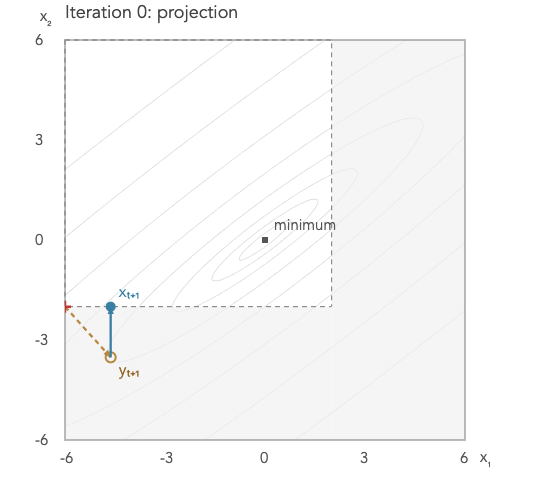 Iteration 0: projection
x₂
6
3
0
-3
-6
minimum
xₜ₊₁
yₜ₊₁
-6
-3
0
3
6
x₁